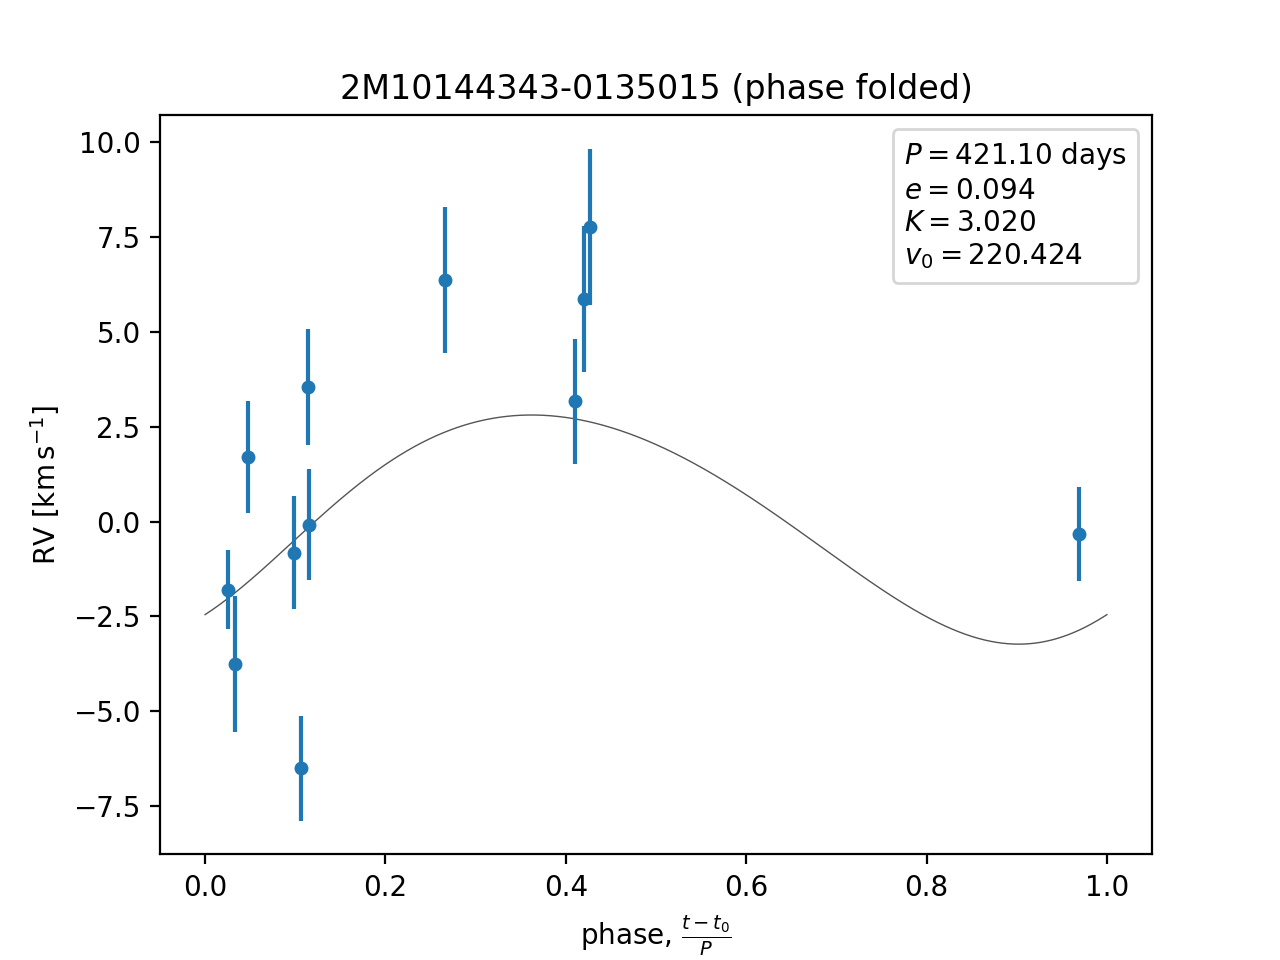 2M10144343-0135015 (phase folded)
P = 421.10 days
e = 0.094
K = 3.020
v₀ = 220.424
10.0
7.5
5.0
2.5
0.0
−2.5
−5.0
−7.5
RV [km s⁻¹]
0.0 0.2 0.4 0.6 0.8 1.0
phase, (t − t₀)/P